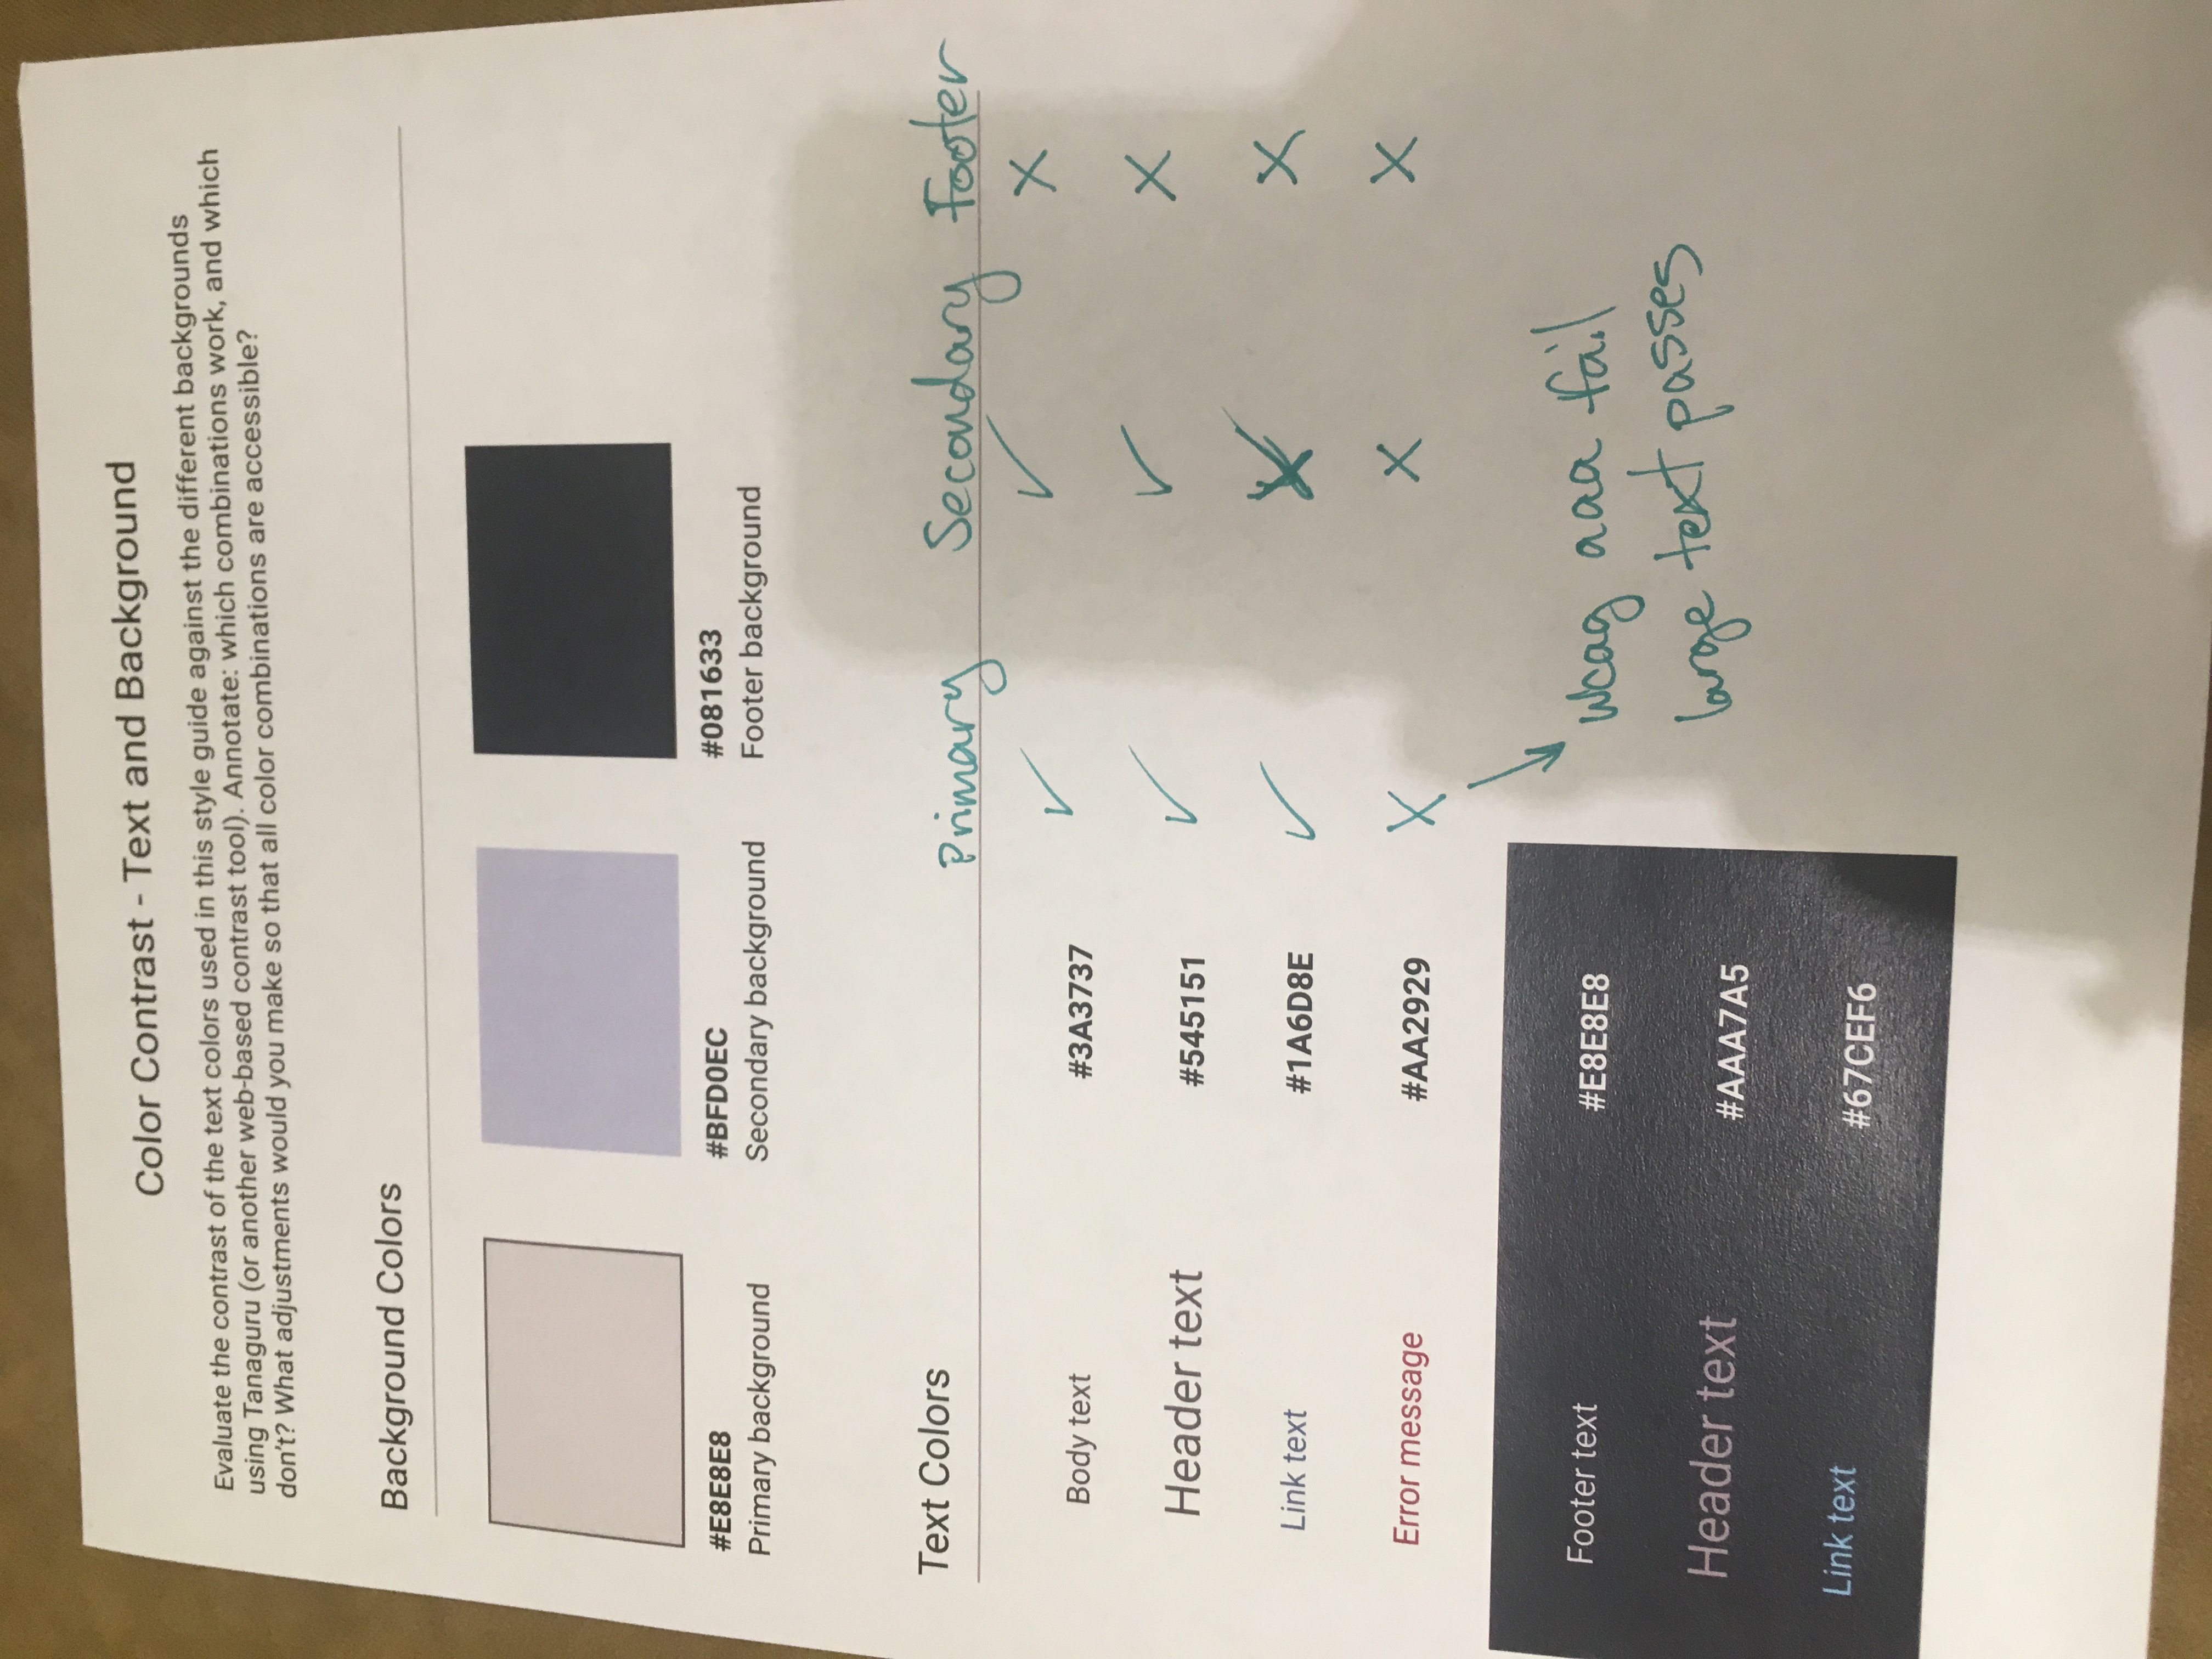 Color Contrast - Text and Background
Evaluate the contrast of the text colors used in this style guide against the different backgrounds
using Tanaguru (or another web-based contrast tool). Annotate: which combinations work, and which
don't? What adjustments would you make so that all color combinations are accessible?
Background Colors
#E8E8E8 #BFD0EC #081633
Primary background Secondary background Footer background
Text Colors Primary Secondary Footer
Body text #3A3737 ✓ ✓ X
Header text #545151 ✓ ✓ X
Link text #1A6D8E ✓ X
Error message #AA2929 X X X
Footer text #E8E8E8
wcag aaa fail
large text passes
Header text #AAA7A5
Link text #67CEF6